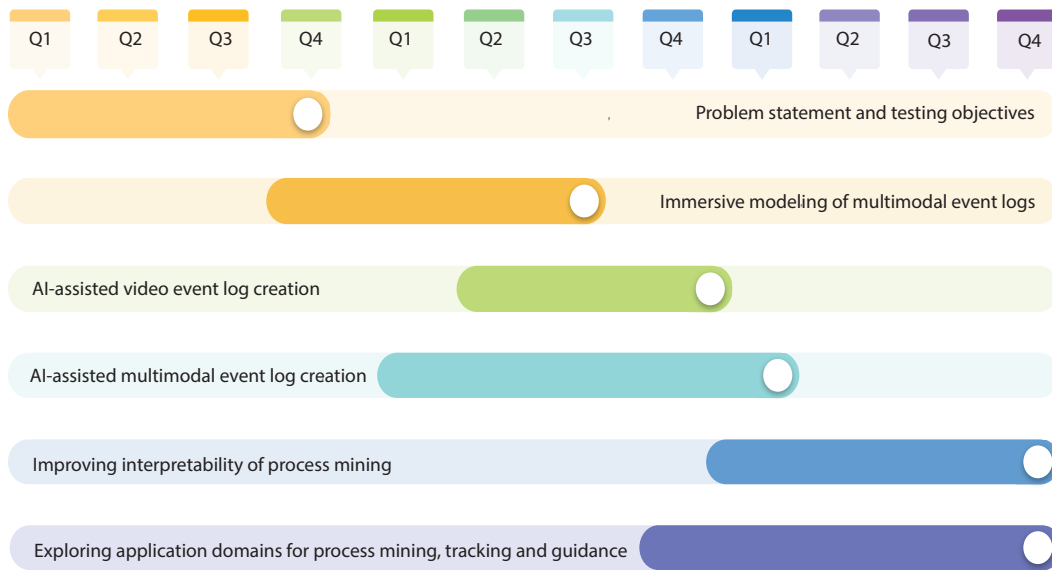 Q1 Q2 Q3 Q4 Q1 Q2 Q3 Q4 Q1 Q2 Q3 Q4
Problem statement and testing objectives
Immersive modeling of multimodal event logs
AI-assisted video event log creation
AI-assisted multimodal event log creation
Improving interpretability of process mining
Exploring application domains for process mining, tracking and guidance